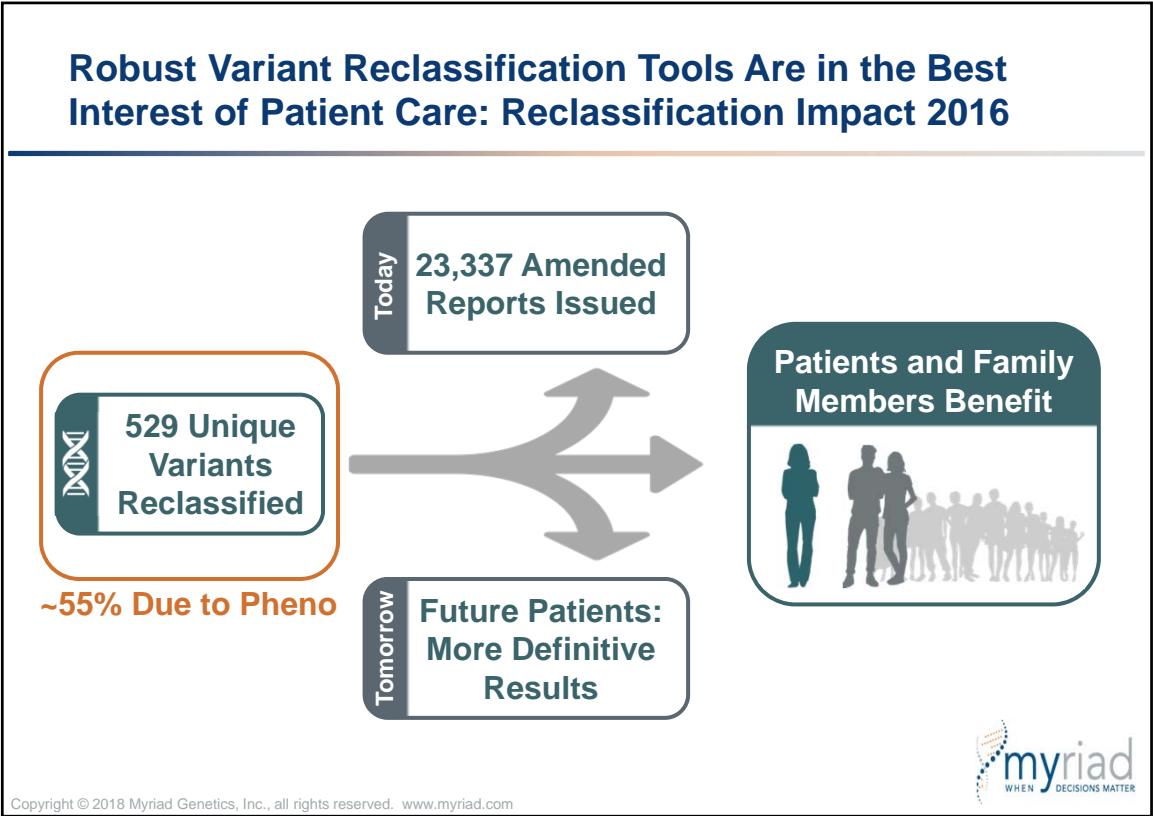 Robust Variant Reclassification Tools Are in the Best
Interest of Patient Care: Reclassification Impact 2016
Today
23,337 Amended
Reports Issued
529 Unique
Variants
Reclassified
~55% Due to Pheno
Patients and Family
Members Benefit
Tomorrow
Future Patients:
More Definitive
Results
myriad
WHEN DECISIONS MATTER
Copyright © 2018 Myriad Genetics, Inc., all rights reserved. www.myriad.com